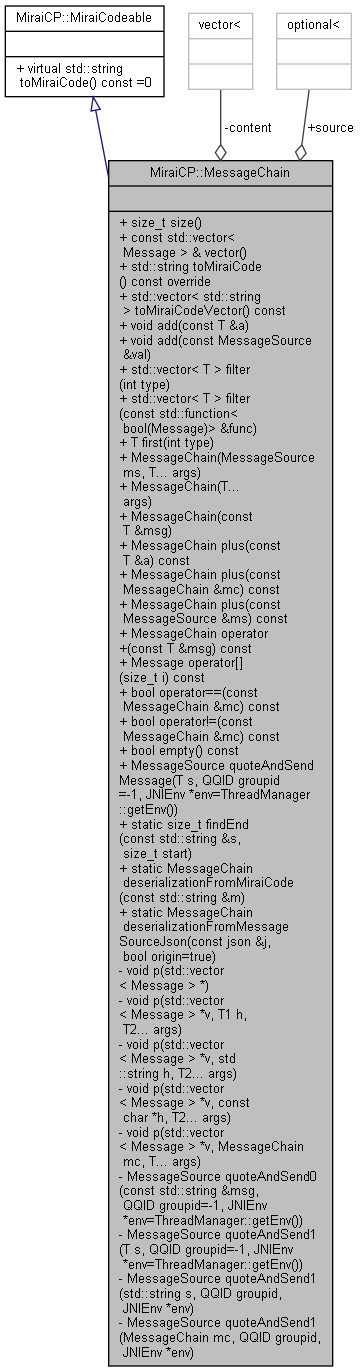 MiraiCP::MiraiCodeable
+ virtual std::string
toMiraiCode() const =0
vector<
optional<
-content
+source
MiraiCP::MessageChain
+ size_t size()
+ const std::vector<
Message > & vector()
+ std::string toMiraiCode
() const override
+ std::vector< std::string
> toMiraiCodeVector() const
+ void add(const T &a)
+ void add(const MessageSource
&val)
+ std::vector< T > filter
(int type)
+ std::vector< T > filter
(const std::function<
bool(Message)> &func)
+ T first(int type)
+ MessageChain(MessageSource
ms, T... args)
+ MessageChain(T...
args)
+ MessageChain(const
T &msg)
+ MessageChain plus(const
T &a) const
+ MessageChain plus(const
MessageChain &mc) const
+ MessageChain plus(const
MessageSource &ms) const
+ MessageChain operator
+(const T &msg) const
+ Message operator[]
(size_t i) const
+ bool operator==(const
MessageChain &mc) const
+ bool operator!=(const
MessageChain &mc) const
+ bool empty() const
+ MessageSource quoteAndSend
Message(T s, QQID groupid
=-1, JNIEnv *env=ThreadManager
::getEnv())
+ static size_t findEnd
(const std::string &s,
size_t start)
+ static MessageChain
deserializationFromMiraiCode
(const std::string &m)
+ static MessageChain
deserializationFromMessage
SourceJson(const json &j,
bool origin=true)
- void p(std::vector
< Message > *)
- void p(std::vector
< Message > *v, T1 h,
T2... args)
- void p(std::vector
< Message > *v, std
::string h, T2... args)
- void p(std::vector
< Message > *v, const
char *h, T2... args)
- void p(std::vector
< Message > *v, MessageChain
mc, T... args)
- MessageSource quoteAndSend0
(const std::string &msg,
QQID groupid=-1, JNIEnv
*env=ThreadManager::getEnv())
- MessageSource quoteAndSend1
(T s, QQID groupid=-1, JNIEnv
*env=ThreadManager::getEnv())
- MessageSource quoteAndSend1
(std::string s, QQID groupid,
JNIEnv *env)
- MessageSource quoteAndSend1
(MessageChain mc, QQID groupid,
JNIEnv *env)